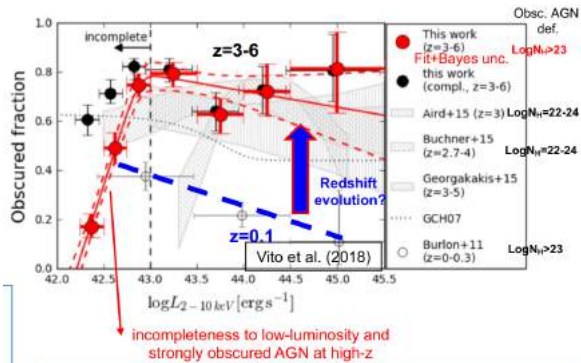 Obsc. AGN
def.
incomplete
z=3-6
This work
(z=3-6)
LogNH>23
Fit+Bayes unc.
this work
(compl., z=3-6)
Aird+15 (z=3)
LogNH=22-24
Buchner+15
(z=2.7-4)
LogNH=22-24
Georgakakis+15
(z=3-5)
GCH07
Burlon+11
(z=0-0.3)
LogNH>23
Redshift
evolution?
z=0.1
Vito et al. (2018)
Obscured fraction
1.0
0.8
0.6
0.4
0.2
0.0
42.0 42.5 43.0 43.5 44.0 44.5 45.0 45.5
logL2−10 keV[erg s−1]
incompleteness to low-luminosity and
strongly obscured AGN at high-z